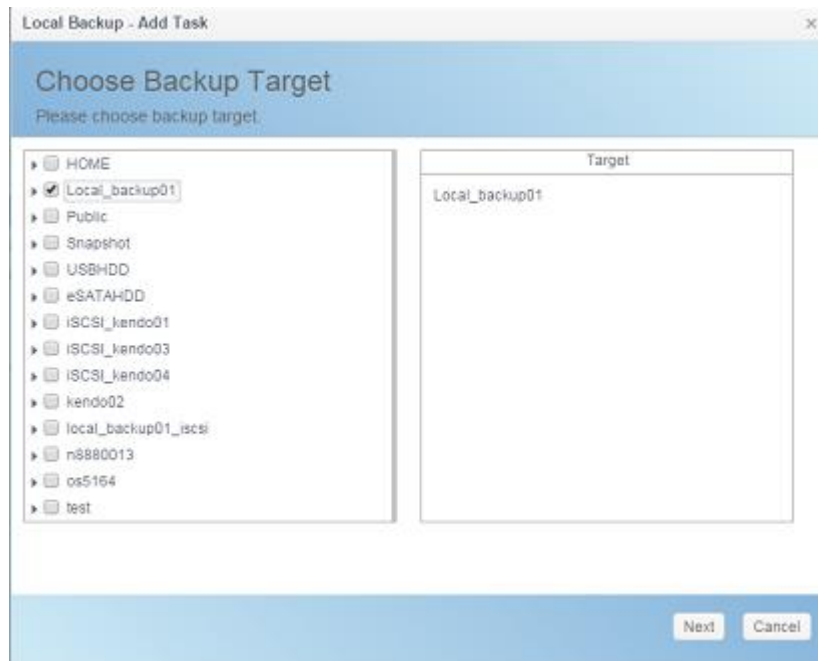 Local Backup - Add Task
Choose Backup Target
Please choose backup target.
HOME
Local_backup01
Public
Snapshot
USBHDD
eSATAHDD
iSCSI_kendo01
iSCSI_kendo03
iSCSI_kendo04
kendo02
local_backup01_iscsi
n8880013
os5164
test
Target
Local_backup01
Next
Cancel